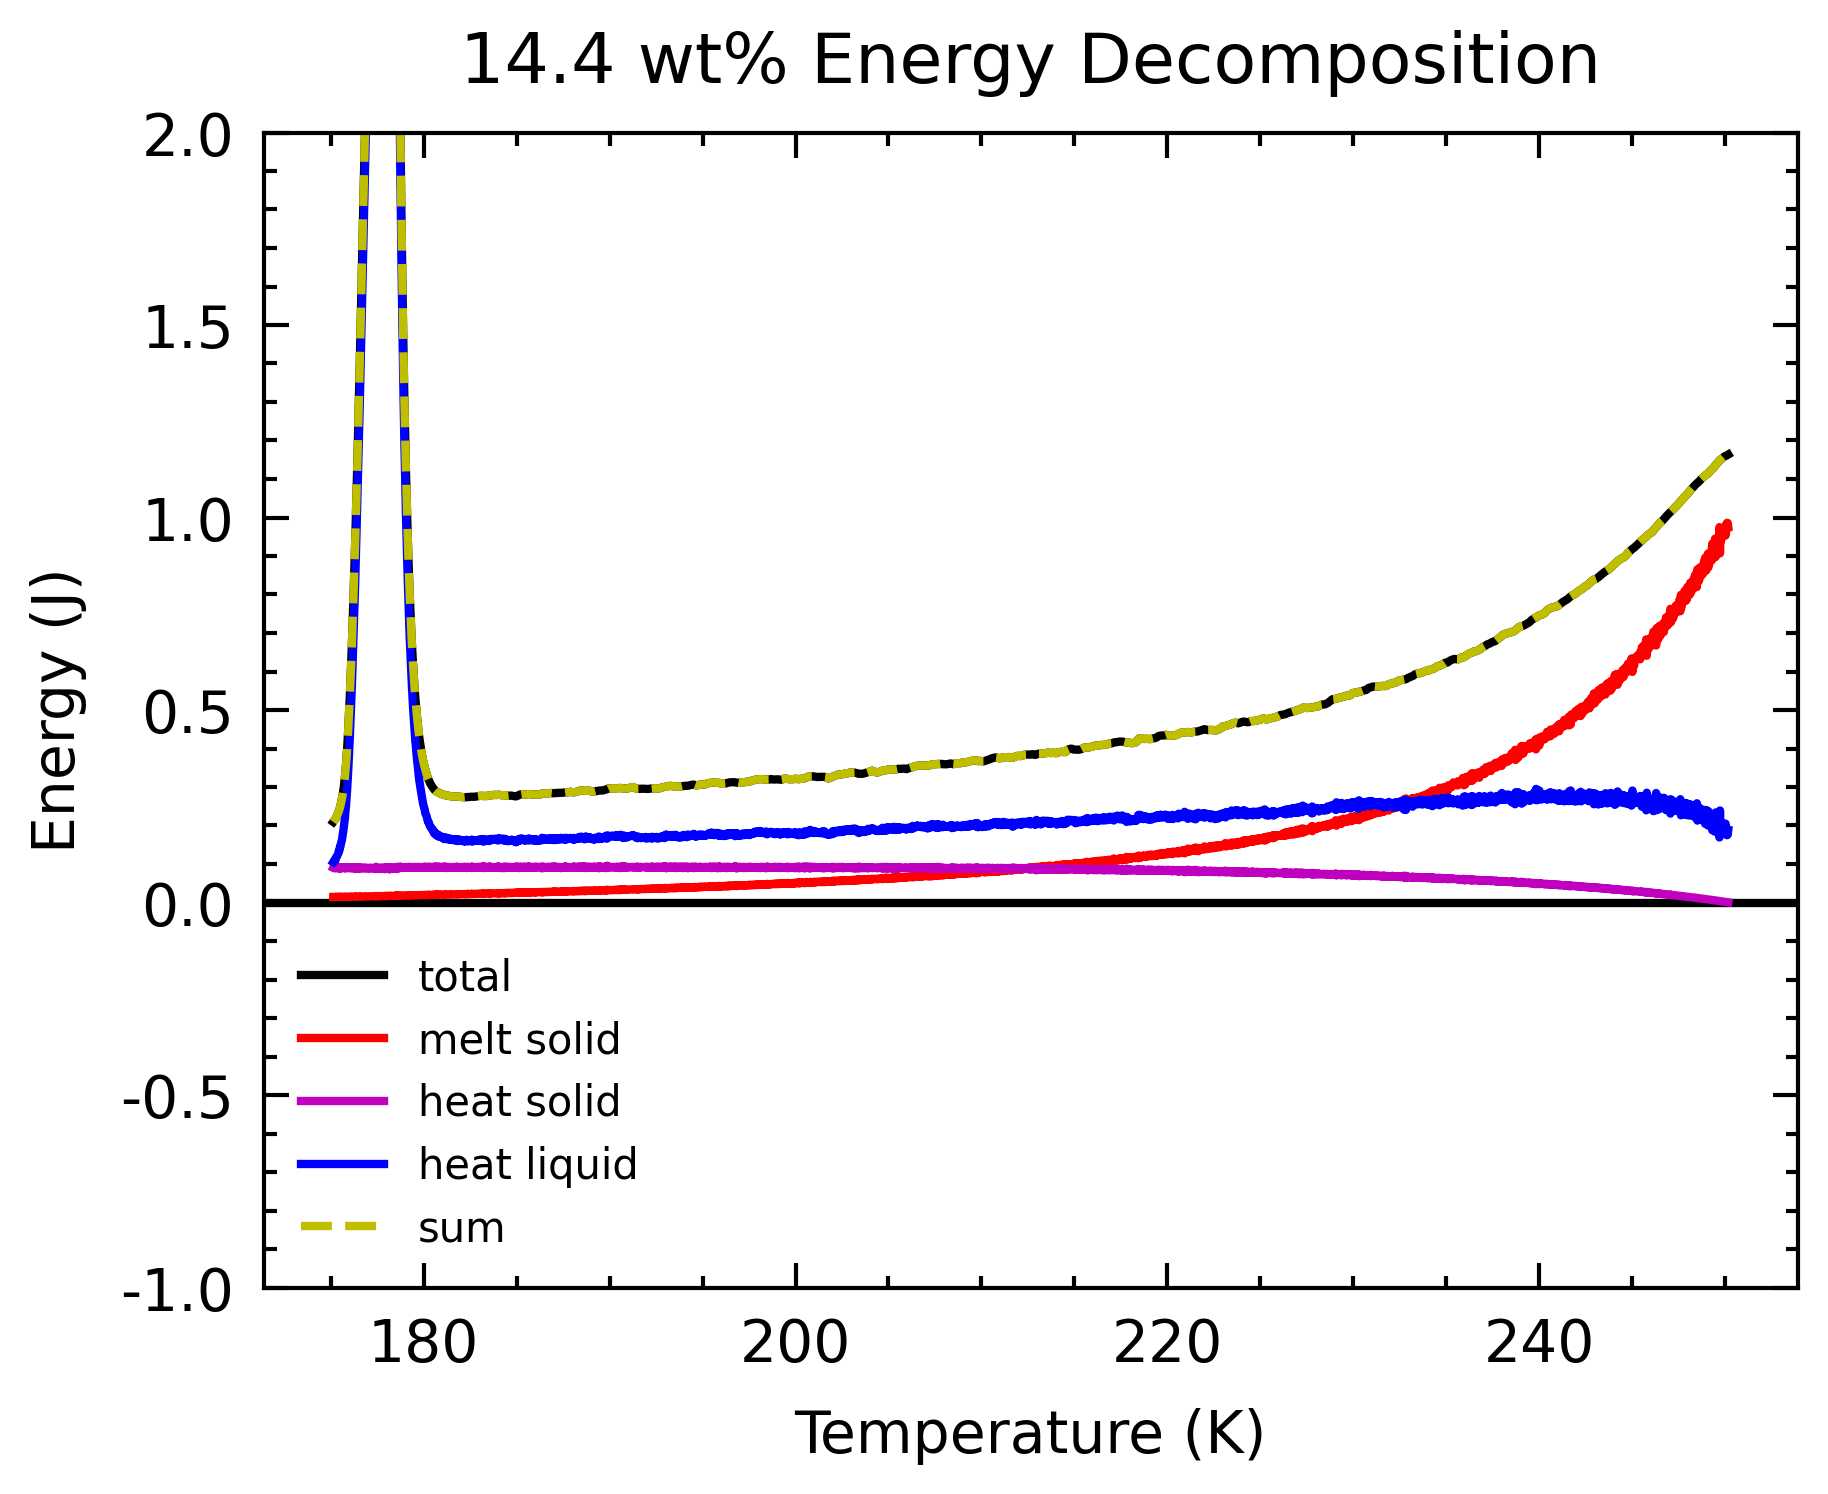 14.4 wt% Energy Decomposition
2.0
1.5
1.0
0.5
0.0
-0.5
-1.0
Energy (J)
total
melt solid
heat solid
heat liquid
sum
180 200 220 240
Temperature (K)